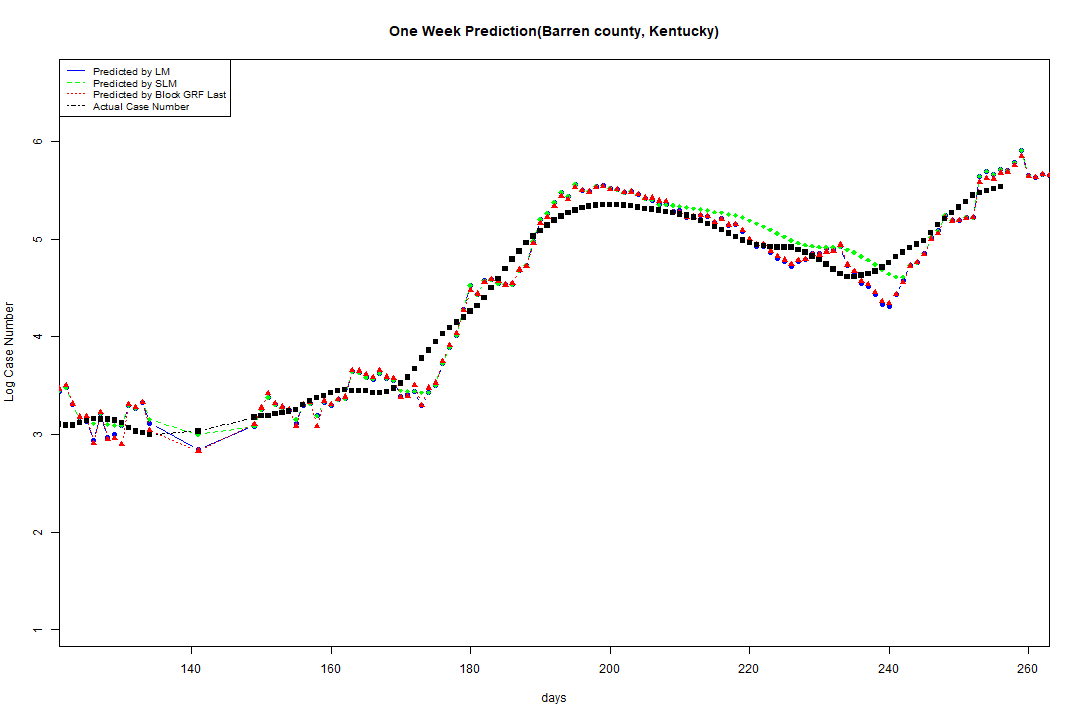 One Week Prediction(Barren county, Kentucky)
Predicted by LM
Predicted by SLM
Predicted by Block GRF Last
Actual Case Number
Log Case Number
6
5
4
3
2
1
140 160 180 200 220 240 260
days